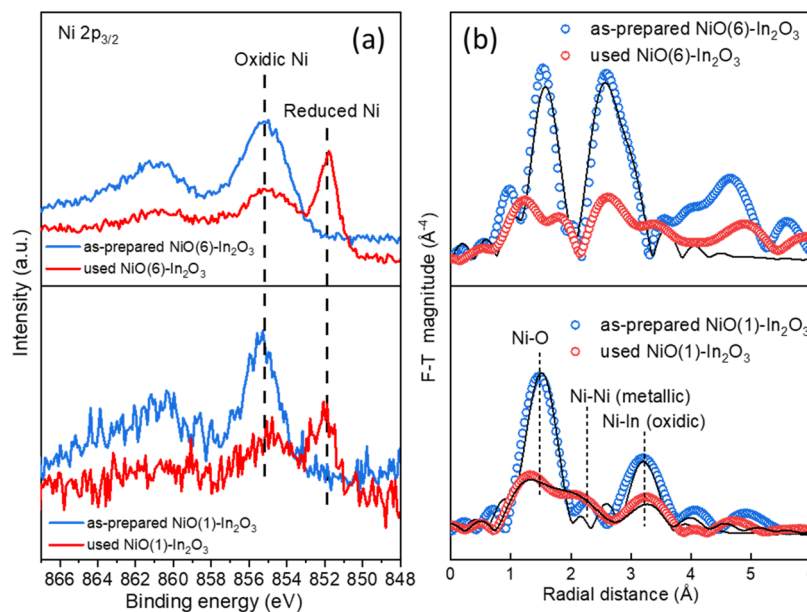 Ni 2p3/2
(a)
Oxidic Ni
Reduced Ni
as-prepared NiO(6)-In2O3
used NiO(6)-In2O3
as-prepared NiO(1)-In2O3
used NiO(1)-In2O3
Intensity (a.u.)
866 864 862 860 858 856 854 852 850 848
Binding energy (eV)
(b)
as-prepared NiO(6)-In2O3
used NiO(6)-In2O3
as-prepared NiO(1)-In2O3
used NiO(1)-In2O3
Ni-O
Ni-Ni (metallic)
Ni-In (oxidic)
F-T magnitude (Å-4)
0 1 2 3 4 5
Radial distance (Å)